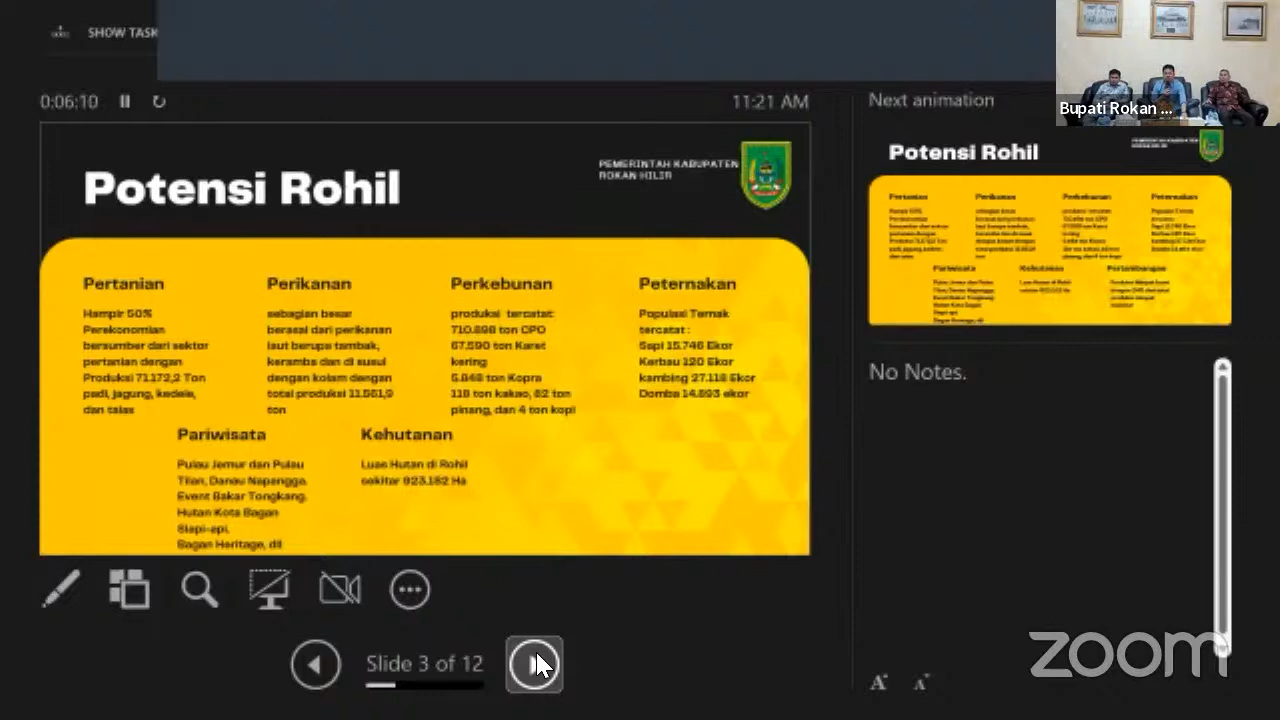 SHOW TASK
0:06:10
11:21 AM
Next animation
Bupati Rokan ...
Potensi Rohil
PEMERINTAH KABUPATEN
ROKAN HILIR
Pertanian
Hampir 50%
Perekonomian
bersumber dari sektor
pertanian dengan
Produksi 71.172,2 Ton
padi, jagung, kedele,
dan talas
Perikanan
sebagian besar
berasal dari perikanan
laut berupa tambak,
keramba dan di susul
dengan kolam dengan
total produksi 11.561,9
ton
Perkebunan
produksi tercatat:
710.898 ton CPO
67.590 ton Karet
kering
5.848 ton Kopra
118 ton kakao, 82 ton
pinang, dan 4 ton kopi
Peternakan
Populasi Ternak
tercatat :
Sapi 15.746 Ekor
Kerbau 120 Ekor
kambing 27.118 Ekor
Domba 14.893 ekor
Pariwisata
Pulau Jemur dan Pulau
Tilan, Danau Napangga.
Event Bakar Tongkang.
Hutan Kota Bagan
Siapi-api.
Bagan Heritage, dll
Kehutanan
Luas Hutan di Rohil
sekitar 923.182 Ha
Potensi Rohil
Pertanian
Perikanan
Perkebunan
Peternakan
Pariwisata
Kehutanan
Pertambangan
No Notes.
Slide 3 of 12
A A
zoom